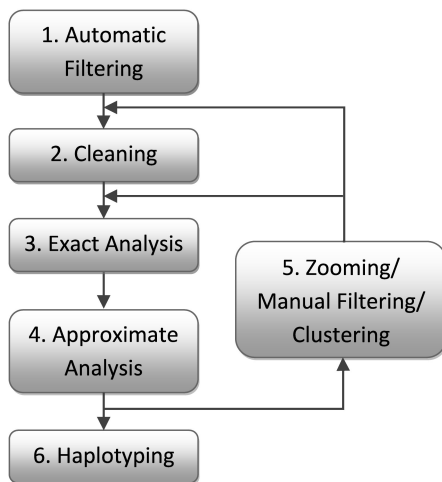 1. Automatic
Filtering
2. Cleaning
3. Exact Analysis
4. Approximate
Analysis
5. Zooming/
Manual Filtering/
Clustering
6. Haplotyping